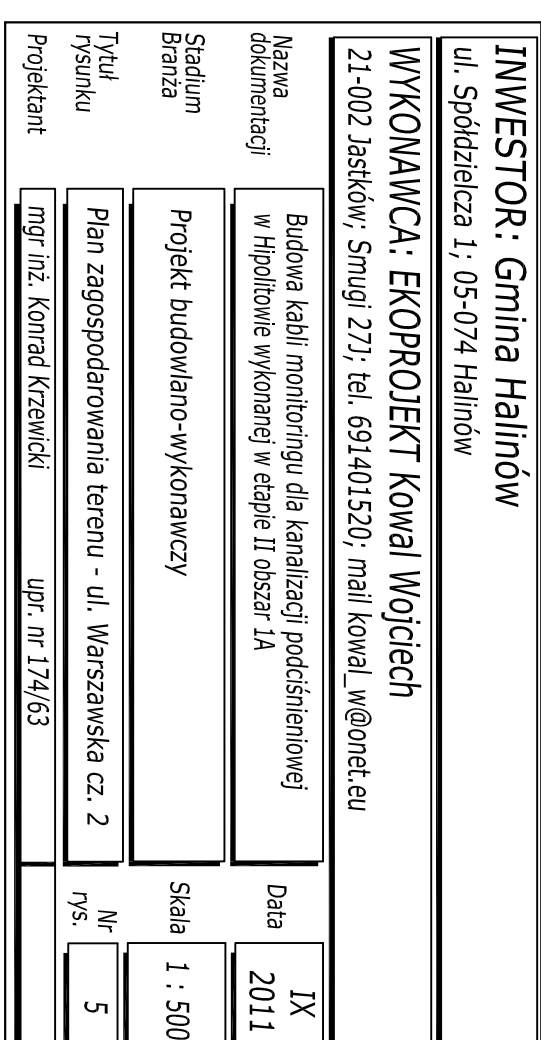 INWESTOR: Gmina Halinów
ul. Spółdzielcza 1; 05-074 Halinów
WYKONAWCA: EKOPROJEKT Kowal Wojciech
21-002 Jastków; Smugi 27J; tel. 691401520; mail kowal_w@onet.eu
Nazwa
dokumentacji
Budowa kabli monitoringu dla kanalizacji podciśnieniowej
w Hipolitowie wykonanej w etapie II obszar 1A
Data
IX
2011
Stadium
Branża
Projekt budowlano-wykonawczy
Skala
1 : 500
Tytuł
rysunku
Plan zagospodarowania terenu - ul. Warszawska cz. 2
Nr
rys.
5
Projektant
mgr inż. Konrad Krzewicki upr. nr 174/63